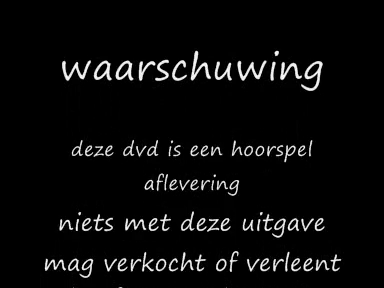 waarschuwing
deze dvd is een hoorspel
aflevering
niets met deze uitgave
mag verkocht of verleent